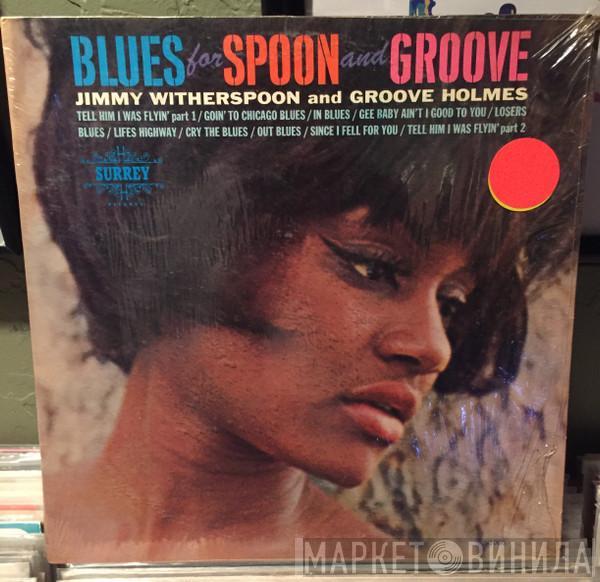 BLUES for SPOON and GROOVE
JIMMY WITHERSPOON and GROOVE HOLMES
TELL HIM I WAS FLYIN' part 1 / GOIN' TO CHICAGO BLUES / IN BLUES / GEE BABY AIN'T I GOOD TO YOU / LOSERS
BLUES / LIFES HIGHWAY / CRY THE BLUES / OUT BLUES / SINCE I FELL FOR YOU / TELL HIM I WAS FLYIN' part 2
SURREY
RECORDS
МАРКЕТ ВИНИЛА